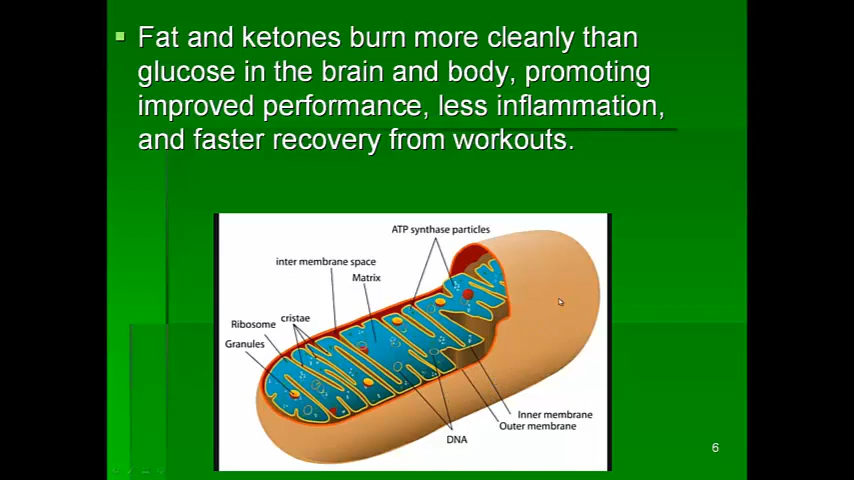 Fat and ketones burn more cleanly than
glucose in the brain and body, promoting
improved performance, less inflammation,
and faster recovery from workouts.
ATP synthase particles
inter membrane space
Matrix
cristae
Ribosome
Granules
Inner membrane
Outer membrane
DNA
6